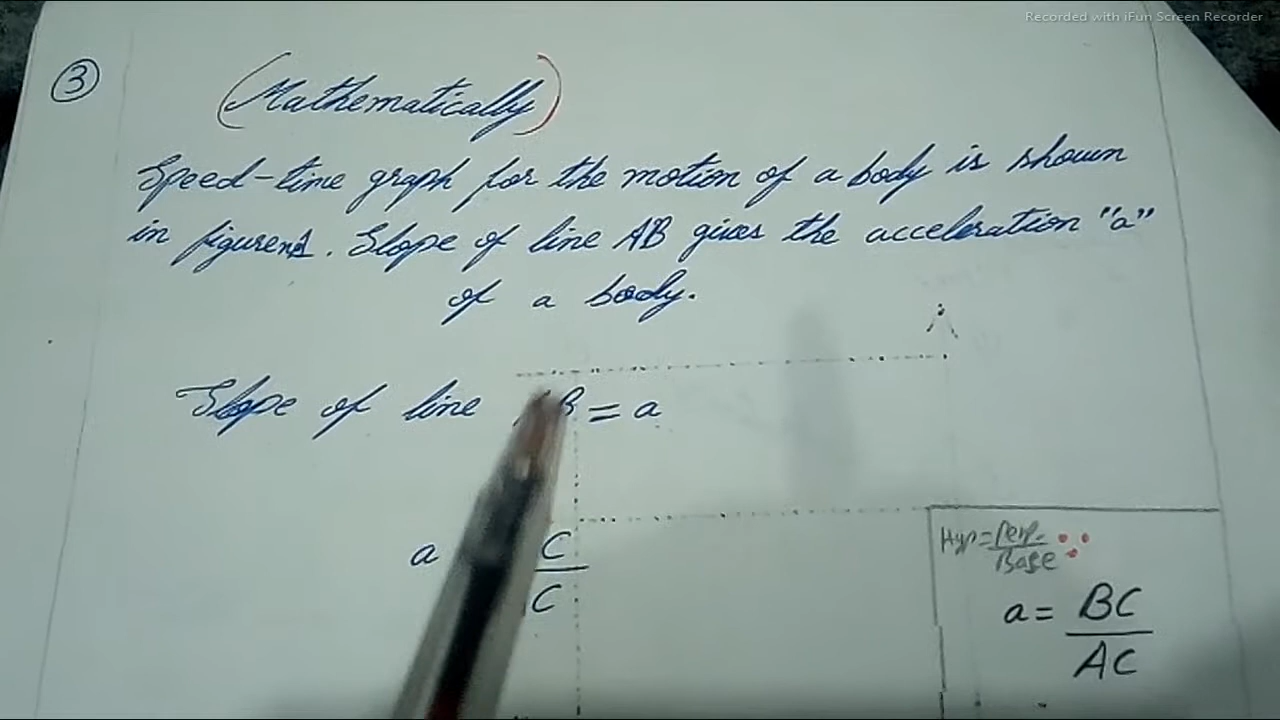 Recorded with iFun Screen Recorder
③
(Mathematically)
Speed-time graph for the motion of a body is shown
in figure . Slope of line AB gives the acceleration "a"
of a body.
Slope of line B = a
a C
C
Hyp = Perp.
Base
a = BC
AC